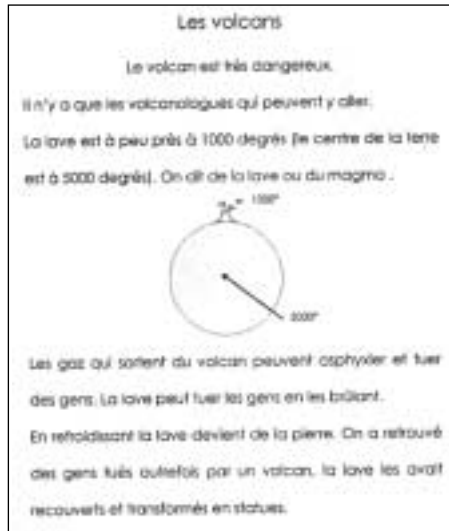 Les volcans
Le volcan est très dangereux.
Il n'y a que les volcanologues qui peuvent y aller.
La lave est à peu près à 1000 degrés (le centre de la terre
est à 5000 degrés). On dit de la lave ou du magma .
1000°
5000°
Les gaz qui sortent du volcan peuvent asphyxier et tuer
des gens. La lave peut tuer les gens en les brûlant.
En refroidissant la lave devient de la pierre. On a retrouvé
des gens tués autrefois par un volcan, la lave les avait
recouverts et transformés en statues.